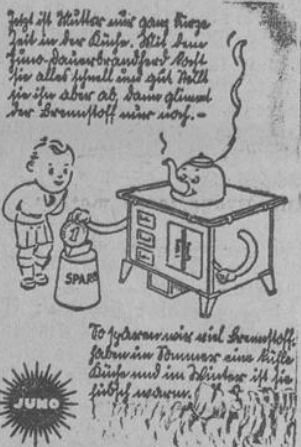 Jetzt ist Mutter nur ganz kurze
Zeit in der Küche. Mit dem
Juno-Dauerbrandherd kocht
sie alles schnell und gut. Stellt
sie ihn aber ab, dann glimmt
der Brennstoff nur noch.-
1
SPAR
So sparen wir viel Brennstoff,
haben im Sommer eine kühle
Küche und im Winter ist sie
hübsch warm.
JUNO